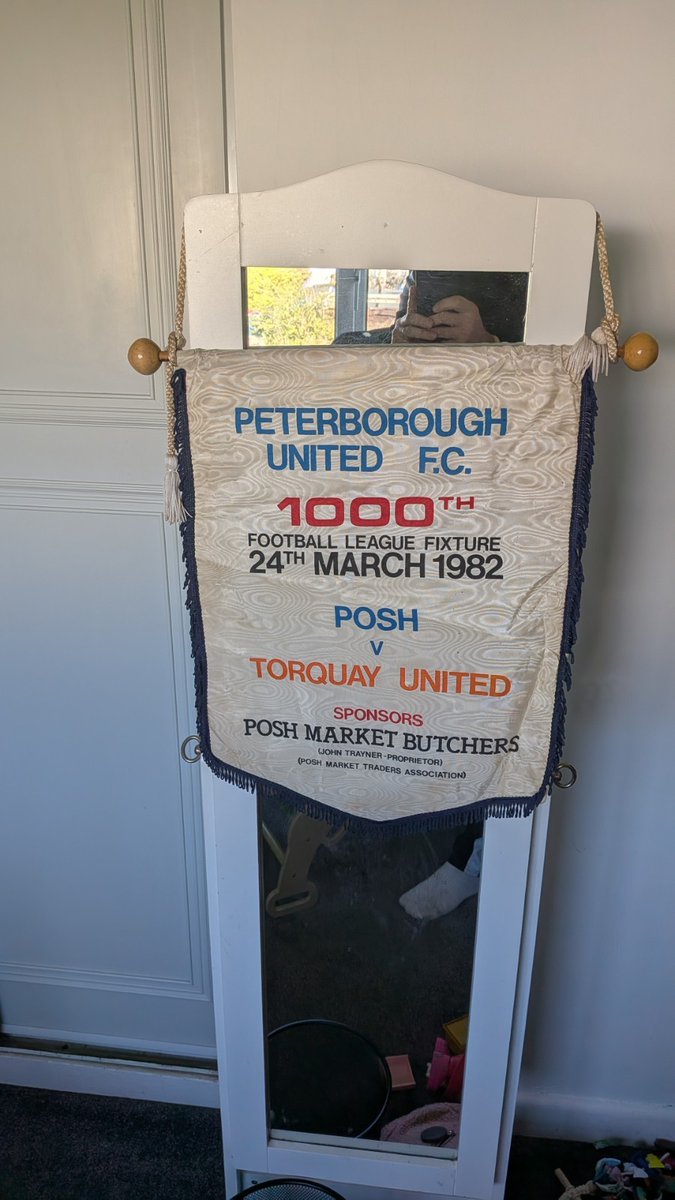 PETERBOROUGH
UNITED F.C.
1000TH
FOOTBALL LEAGUE FIXTURE
24TH MARCH 1982
POSH
V
TORQUAY UNITED
SPONSORS
POSH MARKET BUTCHERS
(JOHN TRAYNER-PROPRIETOR)
(POSH MARKET TRADERS ASSOCIATION)